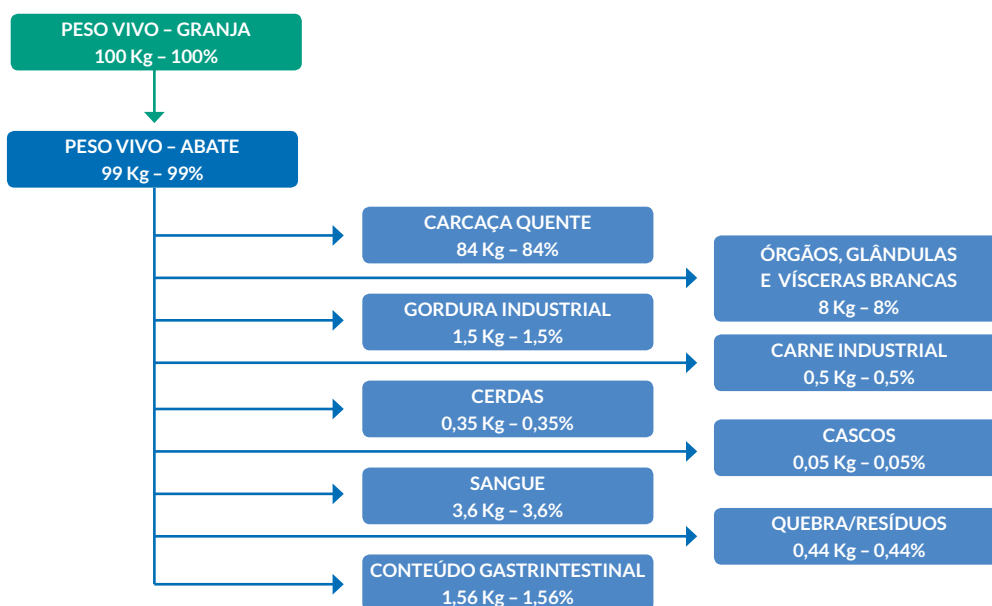 PESO VIVO – GRANJA
100 Kg – 100%
PESO VIVO – ABATE
99 Kg – 99%
CARCAÇA QUENTE
84 Kg – 84%
ÓRGÃOS, GLÂNDULAS
E VÍSCERAS BRANCAS
8 Kg – 8%
GORDURA INDUSTRIAL
1,5 Kg – 1,5%
CARNE INDUSTRIAL
0,5 Kg – 0,5%
CERDAS
0,35 Kg – 0,35%
CASCOS
0,05 Kg – 0,05%
SANGUE
3,6 Kg – 3,6%
QUEBRA/RESÍDUOS
0,44 Kg – 0,44%
CONTEÚDO GASTRINTESTINAL
1,56 Kg – 1,56%